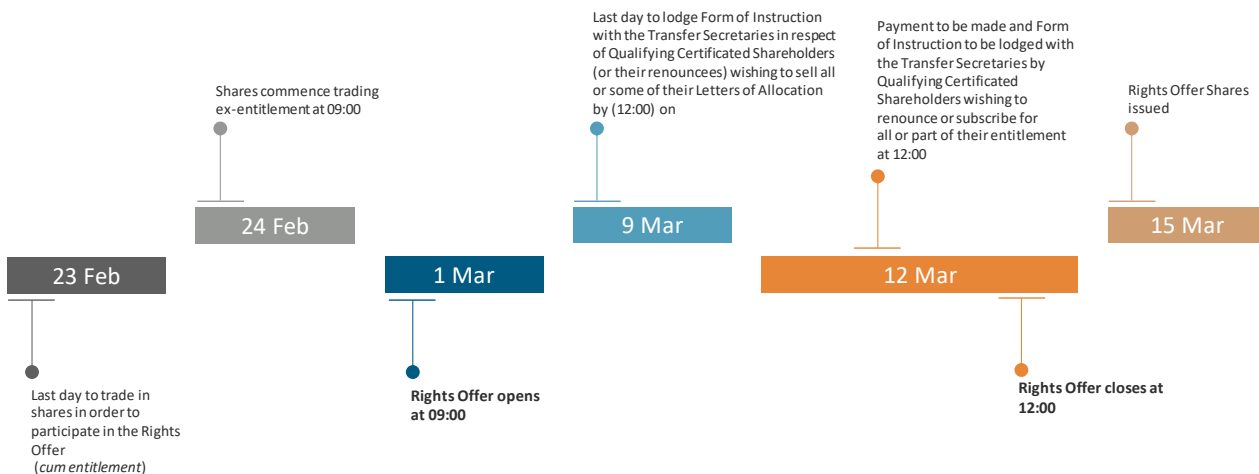 Last day to lodge Form of Instruction
with the Transfer Secretaries in respect
of Qualifying Certificated Shareholders
(or their renouncees) wishing to sell all
or some of their Letters of Allocation
by (12:00) on
Payment to be made and Form
of Instruction to be lodged with
the Transfer Secretaries by
Qualifying Certificated
Shareholders wishing to
renounce or subscribe for
all or part of their entitlement
at 12:00
Shares commence trading
ex-entitlement at 09:00
Rights Offer Shares
issued
24 Feb
9 Mar
15 Mar
23 Feb
1 Mar
12 Mar
Last day to trade in
shares in order to
participate in the Rights
Offer
(cum entitlement)
Rights Offer opens
at 09:00
Rights Offer closes at
12:00